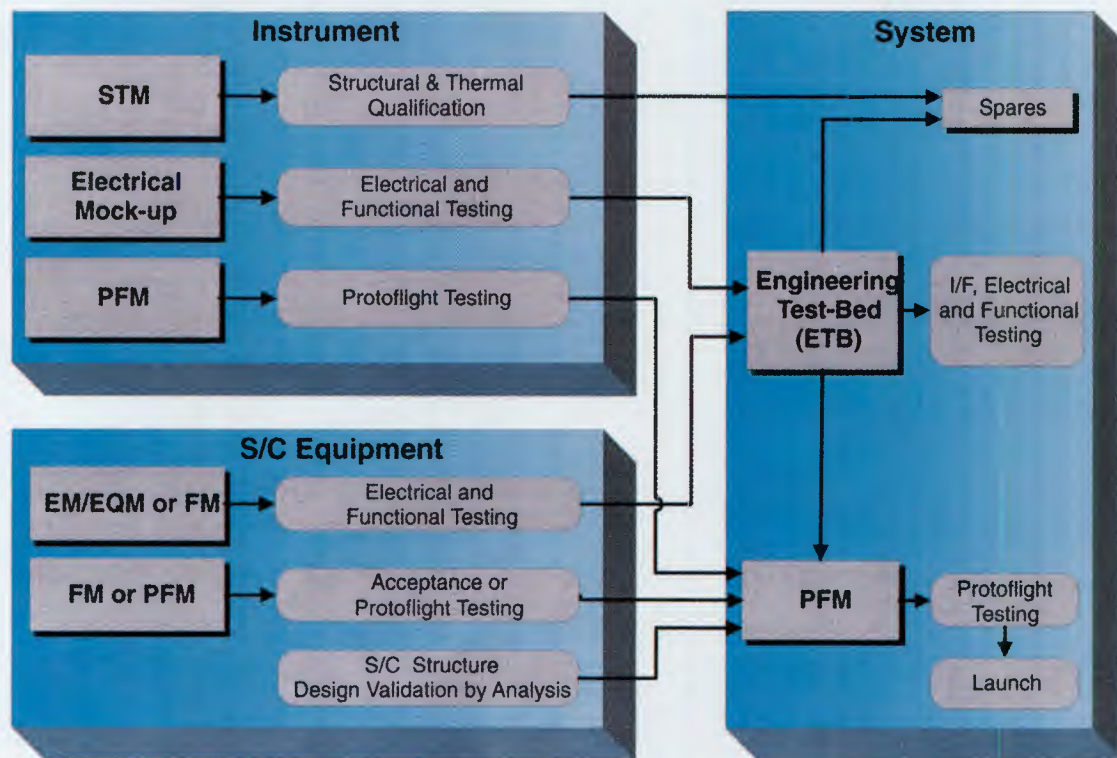 Instrument
STM
Structural & Thermal
Qualification
Electrical
Mock-up
Electrical and
Functional Testing
PFM
Protoflight Testing
S/C Equipment
EM/EQM or FM
Electrical and
Functional Testing
FM or PFM
Acceptance or
Protoflight Testing
S/C Structure
Design Validation by Analysis
System
Spares
Engineering
Test-Bed
(ETB)
I/F, Electrical
and Functional
Testing
PFM
Protoflight
Testing
Launch